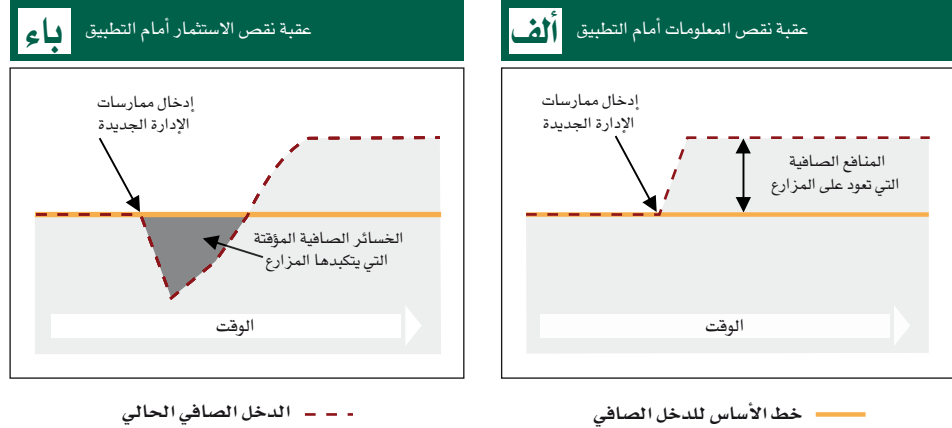 ألف
عقبة نقص المعلومات أمام التطبيق
إدخال ممارسات
الإدارة الجديدة
المنافع الصافية
التي تعود على المزارع
الوقت
باء
عقبة نقص الاستثمار أمام التطبيق
إدخال ممارسات
الإدارة الجديدة
الخسائر الصافية المؤقتة
التي يتكبدها المزارع
الوقت
خط الأساس للدخل الصافي
الدخل الصافي الحالي